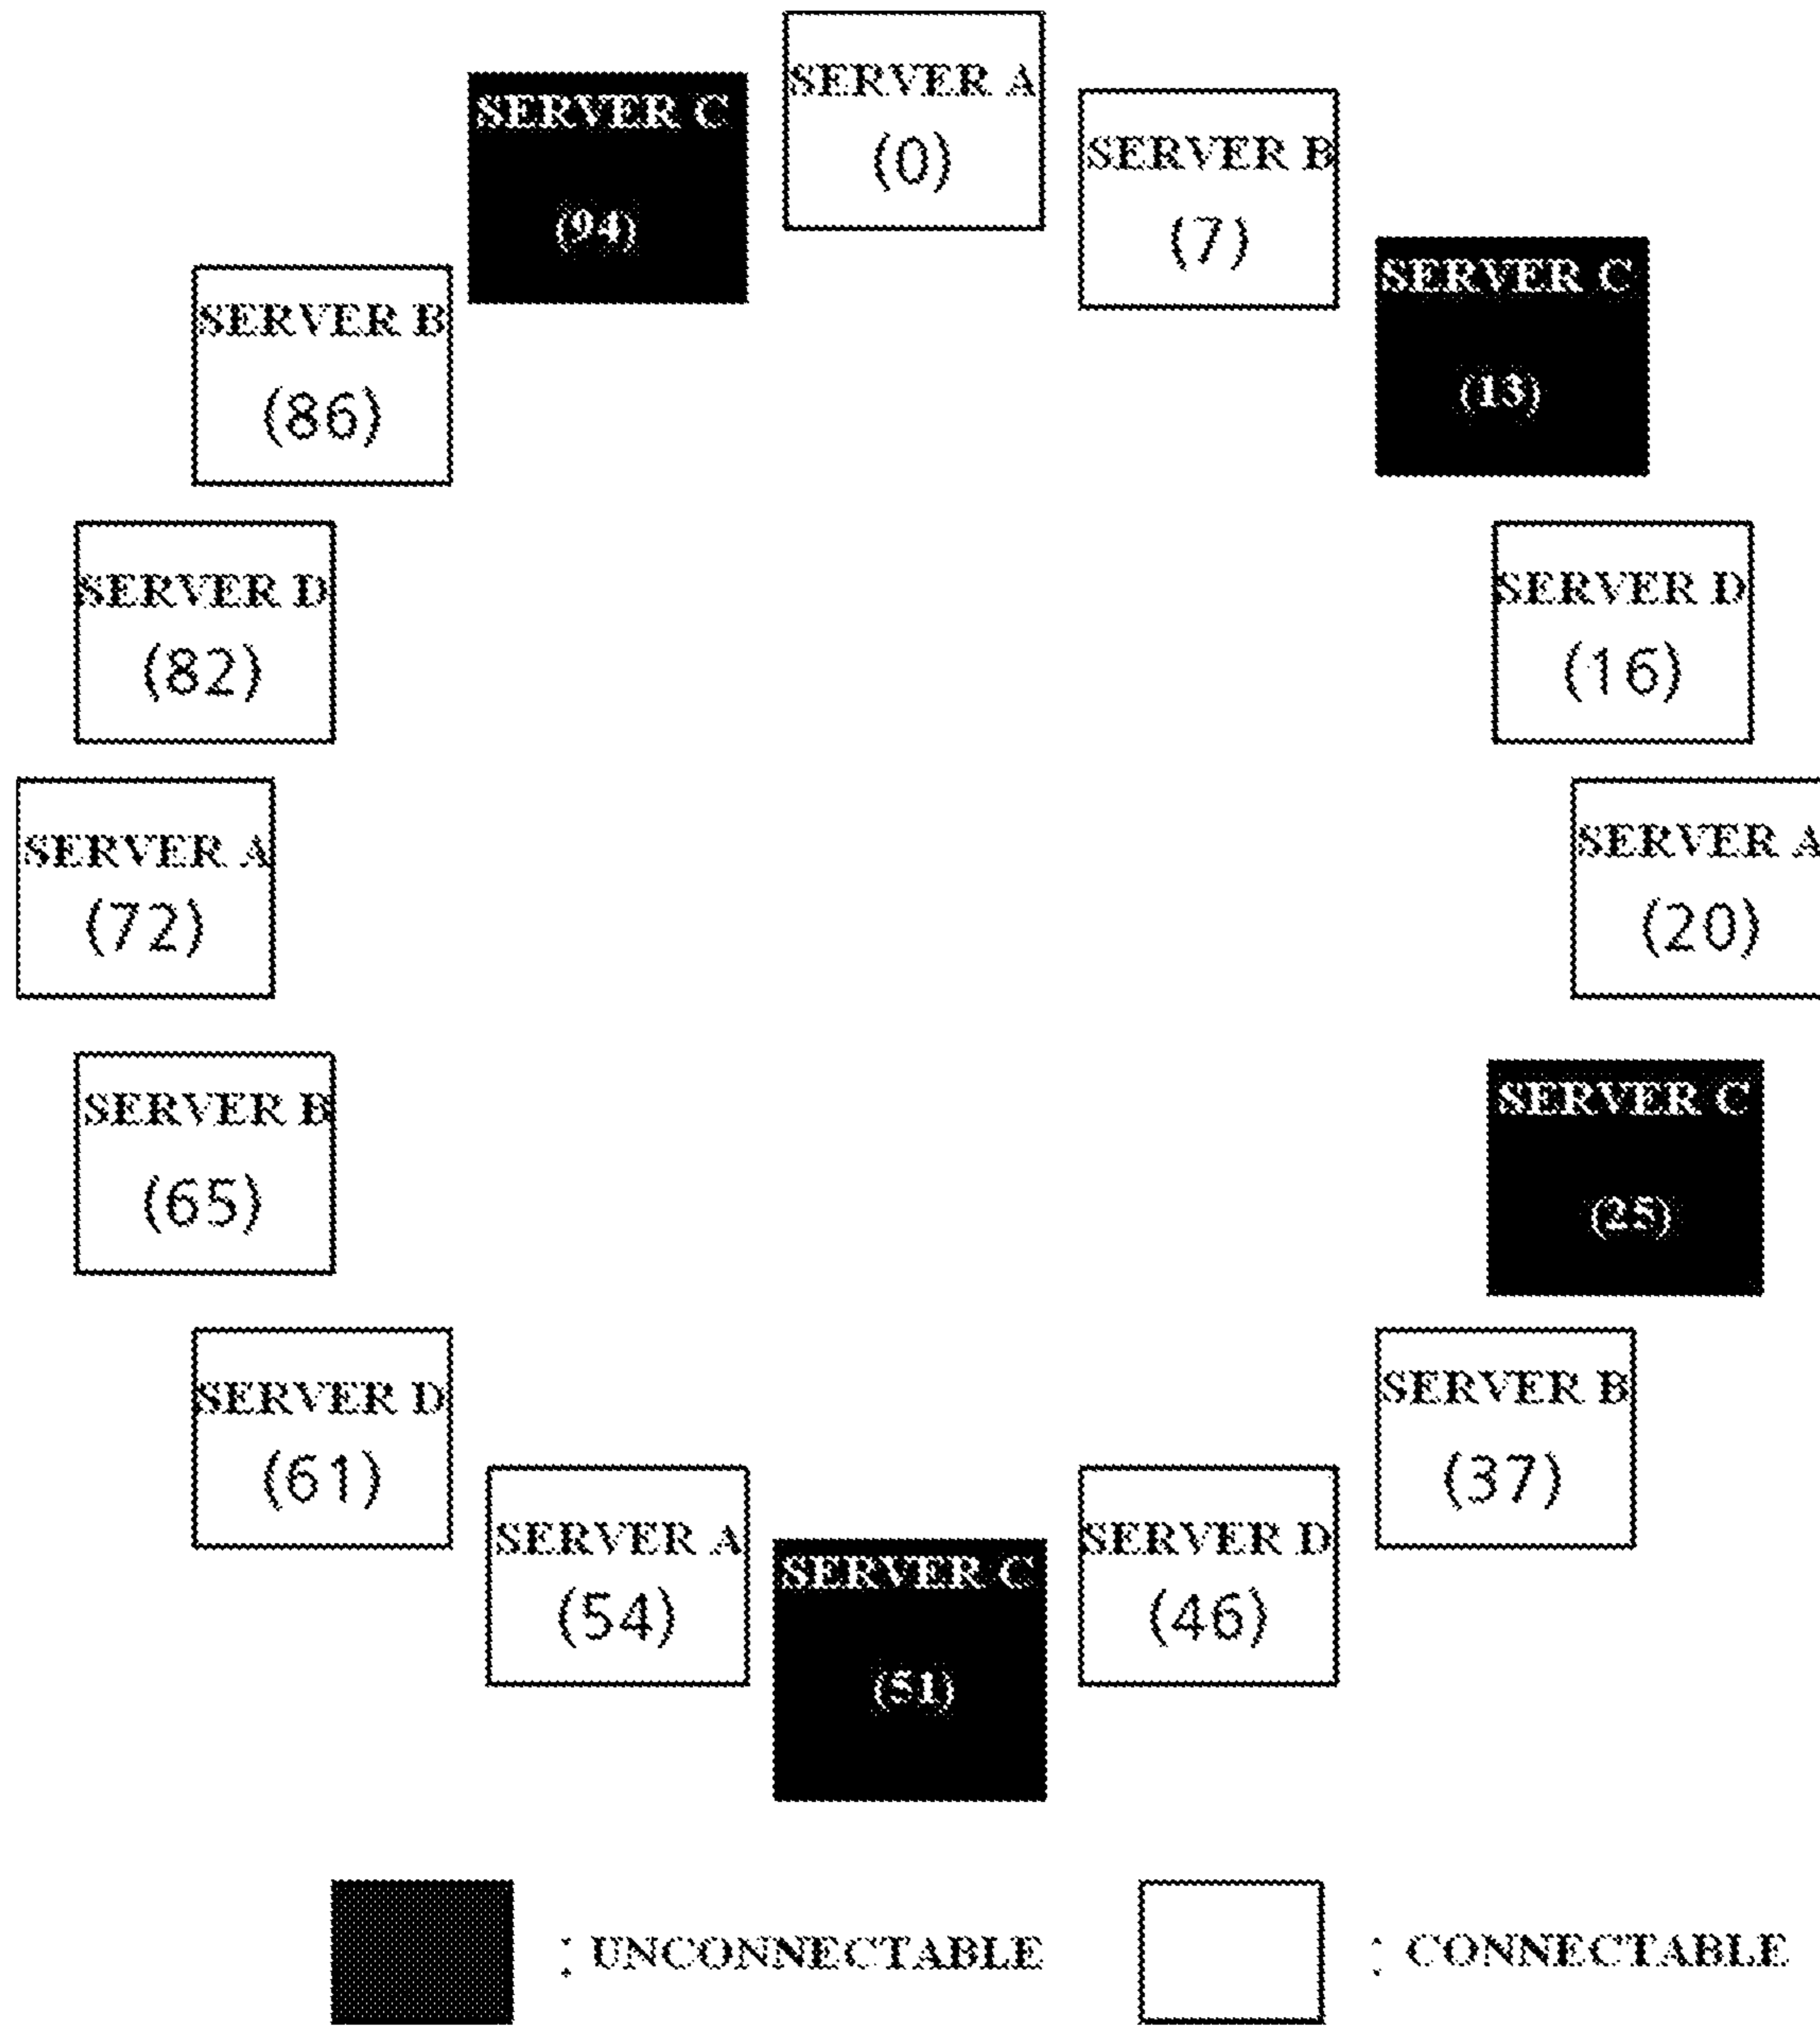 SERVER A
(0)
SERVER B
(7)
SERVER C
(13)
SERVER D
(16)
SERVER A
(20)
SERVER C
(25)
SERVER B
(37)
SERVER D
(46)
SERVER C
(51)
SERVER A
(54)
SERVER D
(61)
SERVER B
(65)
SERVER A
(72)
SERVER D
(82)
SERVER B
(86)
SERVER C
(94)
: UNCONNECTABLE
: CONNECTABLE